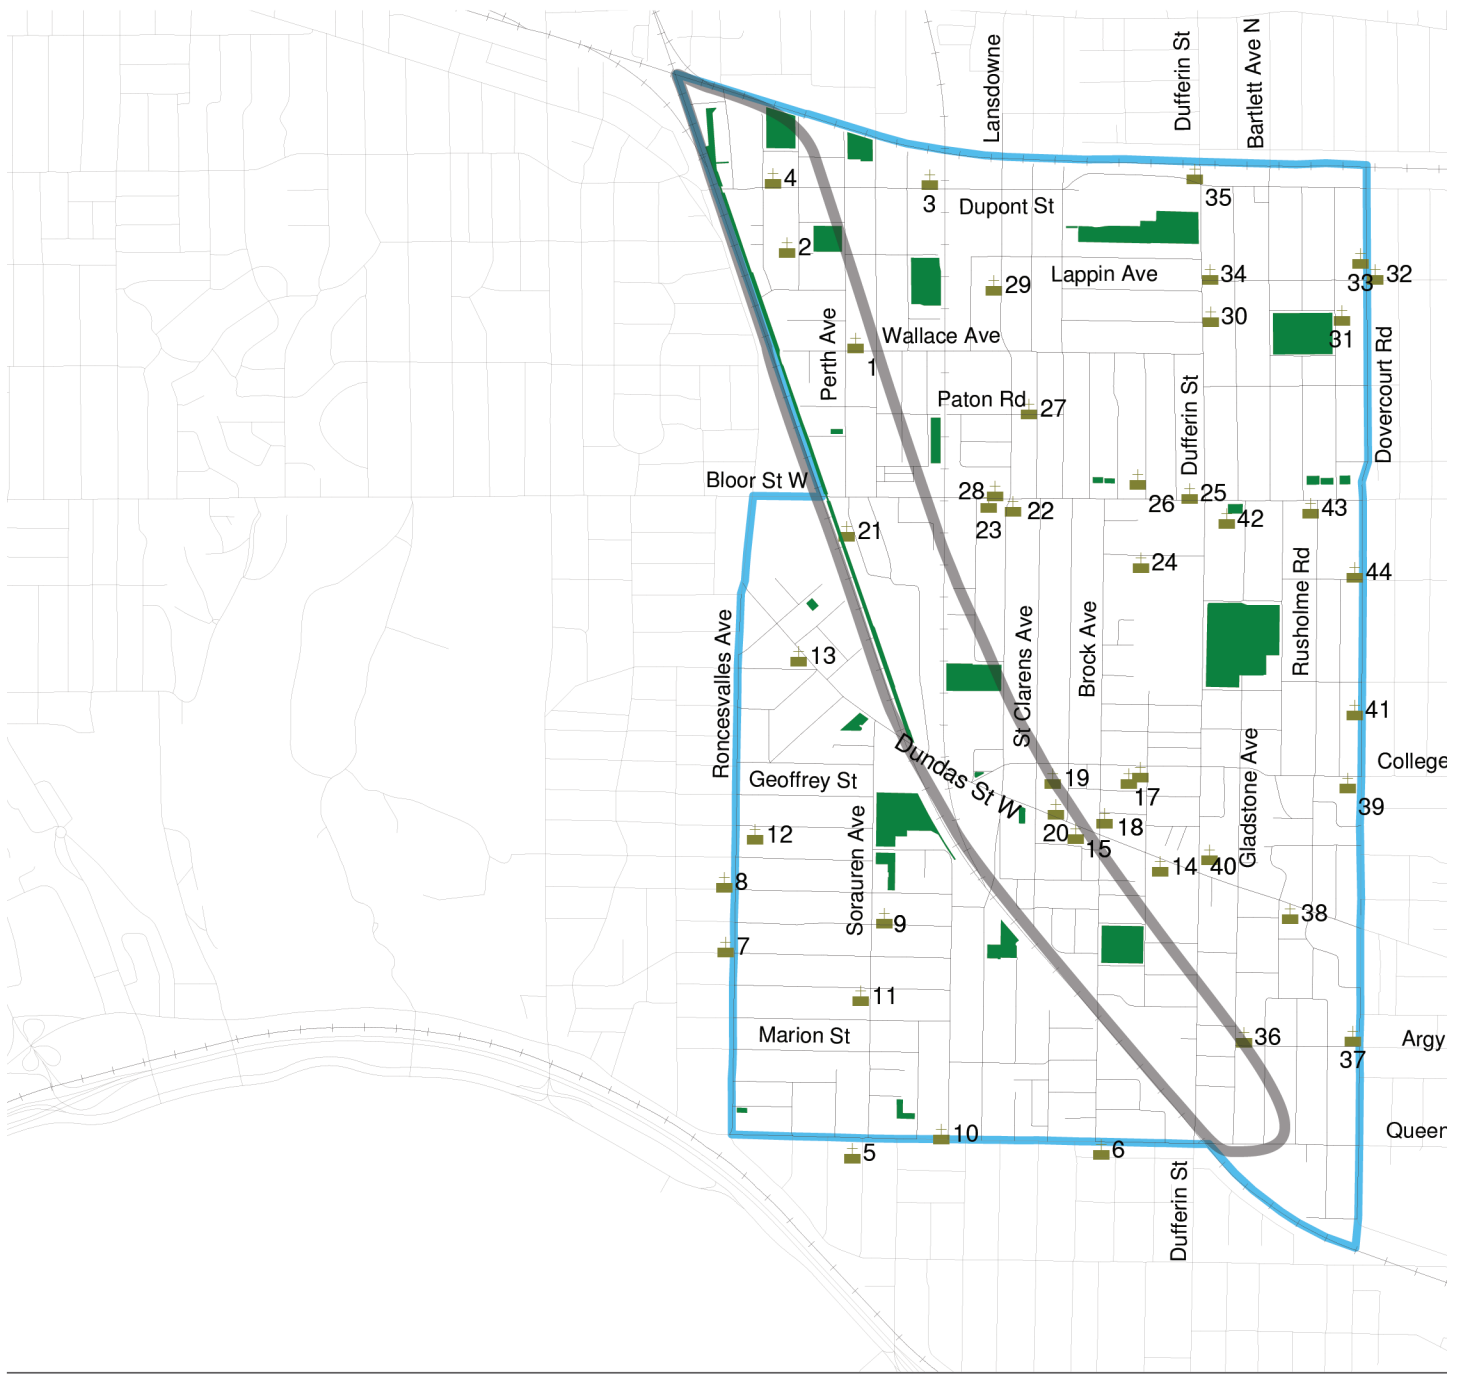 Lansdowne
Dufferin St
Bartlett Ave N
4
3
Dupont St
35
2
29
Lappin Ave
34
33
32
Perth Ave
Wallace Ave
1
30
31
Dovercourt Rd
Paton Rd
27
Dufferin St
Bloor St W
28
23
22
26
25
42
43
21
24
44
Roncesvalles Ave
13
St Clarens Ave
Brock Ave
Rusholme Rd
41
Dundas St W
Geoffrey St
19
17
Gladstone Ave
College
39
12
Sorauren Ave
20
15
18
14
40
8
9
38
7
11
Marion St
36
37
Argy
10
5
6
Queen
Dufferin St